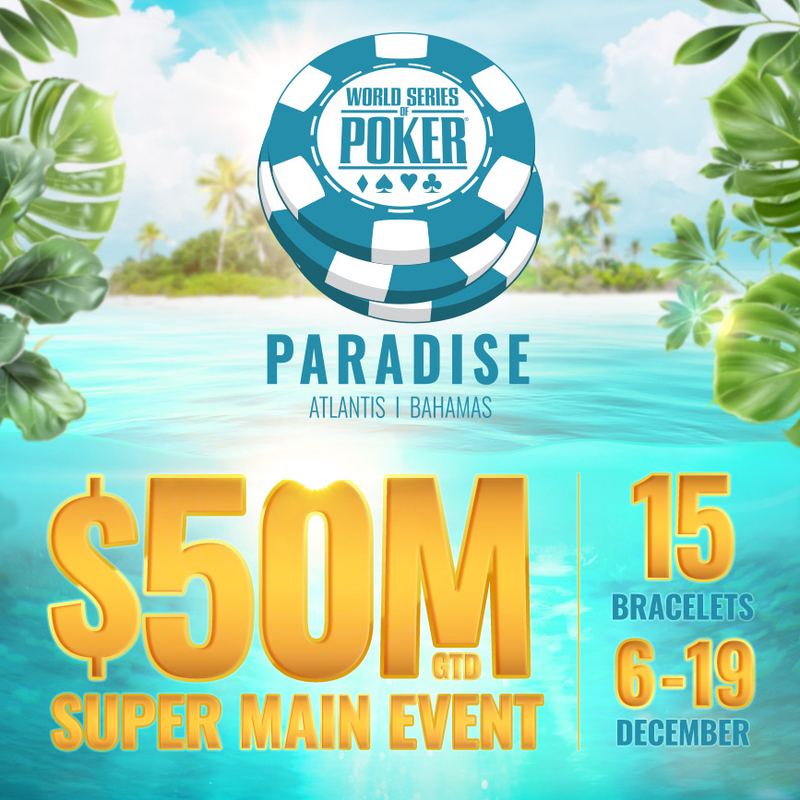 WORLD SERIES
OF
POKER®
PARADISE
ATLANTIS | BAHAMAS
$50M
GTD
SUPER MAIN EVENT
15
BRACELETS
6-19
DECEMBER